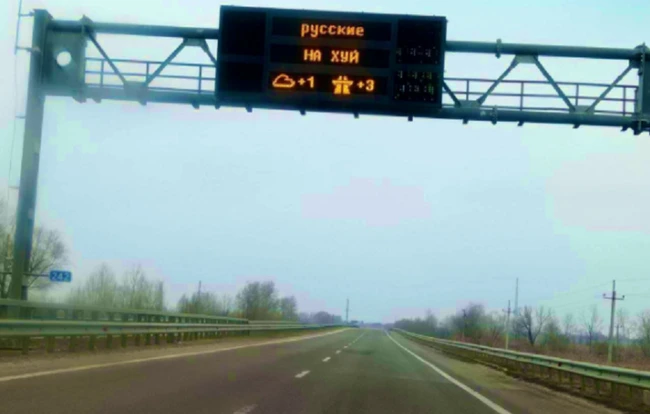 русские
НА ХУЙ
+1 +3
242